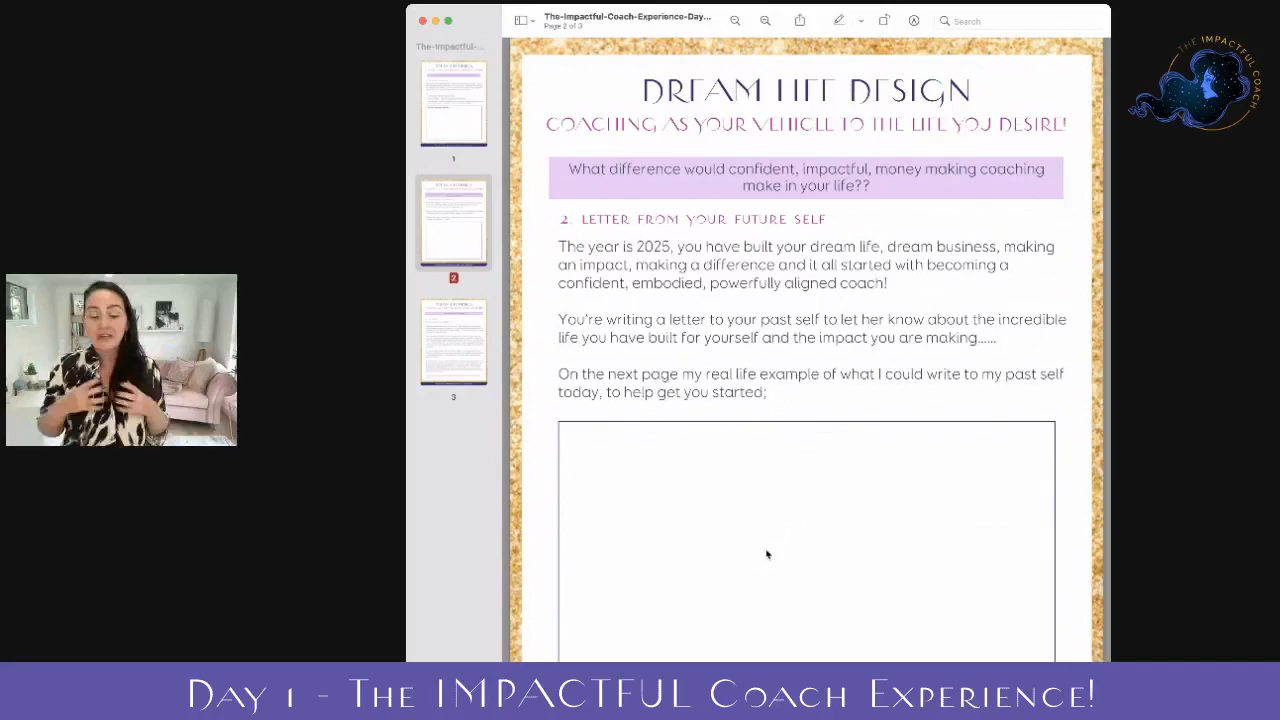 The-Impactful-Coach-Experience-Day...
Page 2 of 3
Search
The-Impactful-...
1
2
3
THE IMPACTFUL COACH
DREAM LIFE DESIGN
COACHING AS YOUR VEHICLE TO THE LIFE YOU DESIRE!
What difference would confident, impactful, money making coaching
make in your life??
2. LETTER FROM YOUR FUTURE SELF
The year is 2025, you have built your dream life, dream business, making
an impact, making a difference and it all started with becoming a
confident, embodied, powerfully aligned coach!
You're writing a letter to your past self to let them know about the incredible
life you have built for yourself and the impact you are making......
On the next page my real life example of what I could write to my past self
today, to help get you started;
Day 1 - The IMPACTFUL Coach Experience!